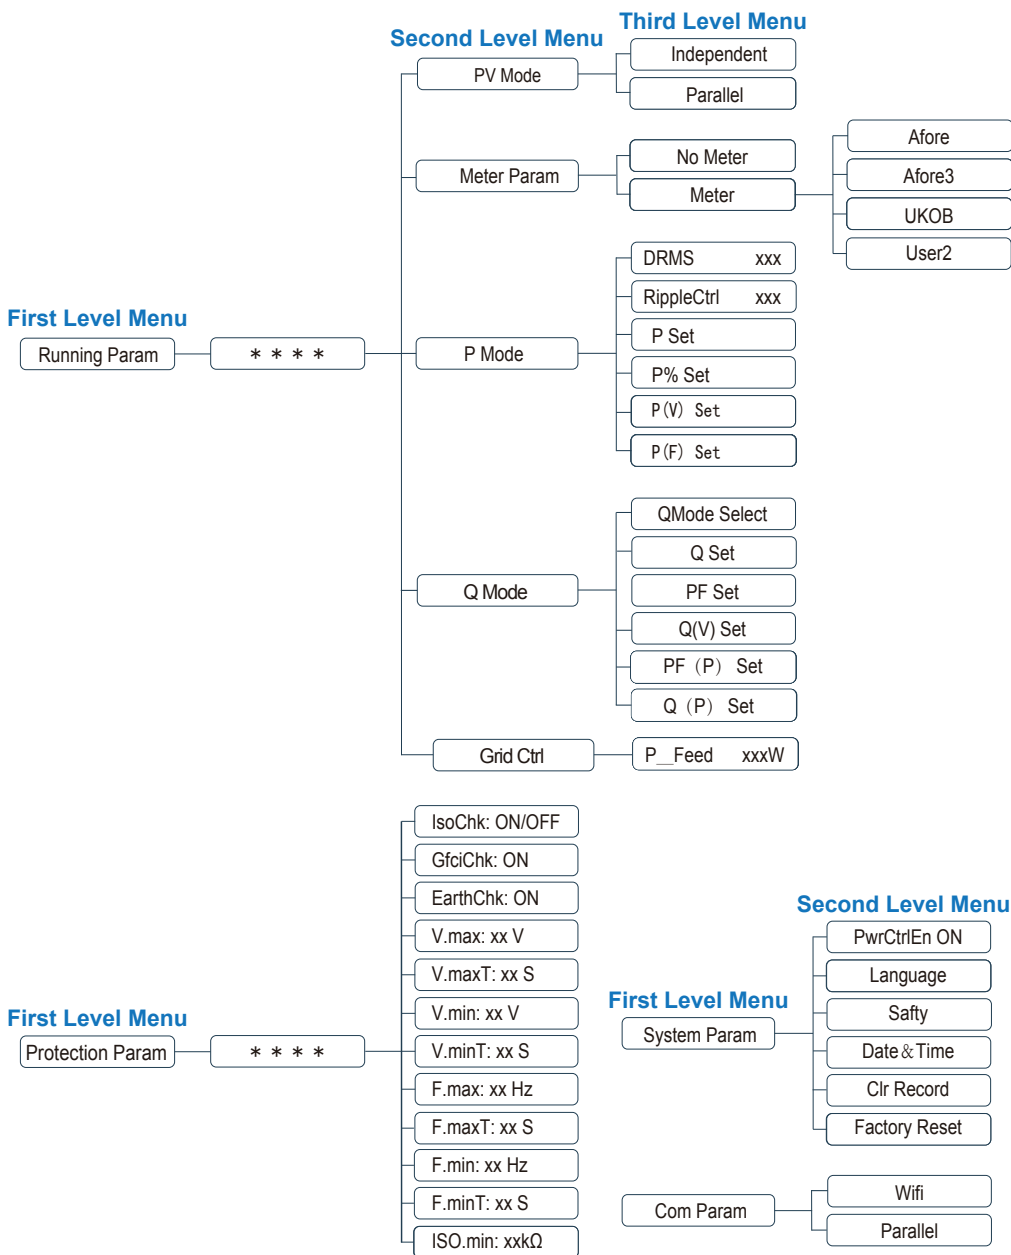 Third Level Menu
Second Level Menu
Independent
PV Mode
Parallel
Afore
No Meter
Meter Param
Afore3
Meter
UKOB
User2
DRMS xxx
RippleCtrl xxx
First Level Menu
P Set
Running Param
* * * *
P Mode
P% Set
P(V) Set
P(F) Set
QMode Select
Q Set
Q Mode
PF Set
Q(V) Set
PF（P） Set
Q（P） Set
Grid Ctrl
P__Feed xxxW
IsoChk: ON/OFF
GfciChk: ON
EarthChk: ON
V.max: xx V
V.maxT: xx S
V.min: xx V
First Level Menu
Protection Param
* * * *
V.minT: xx S
F.max: xx Hz
F.maxT: xx S
F.min: xx Hz
F.minT: xx S
ISO.min: xxkΩ
Second Level Menu
PwrCtrlEn ON
Language
First Level Menu
Safty
System Param
Date＆Time
Clr Record
Factory Reset
Wifi
Com Param
Parallel